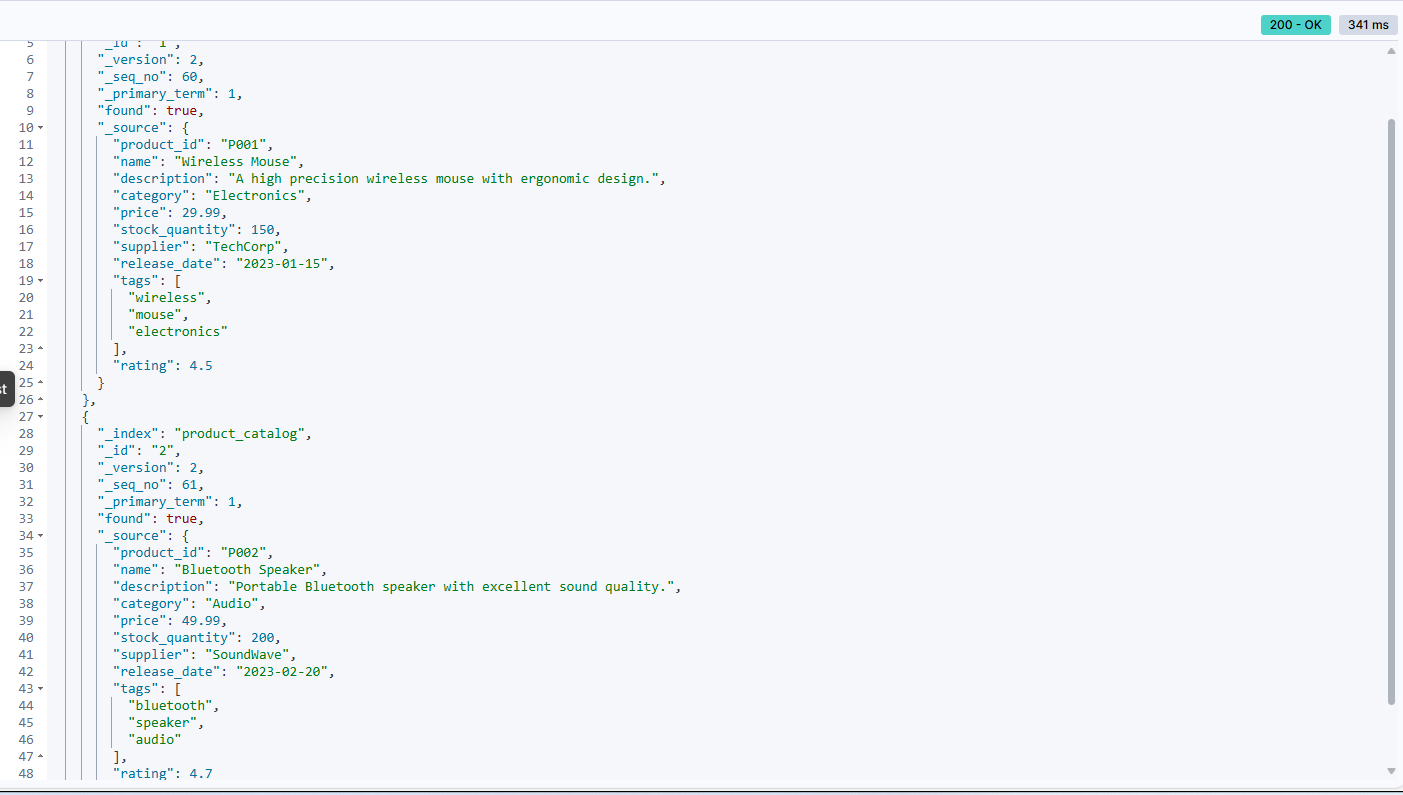 200 - OK
341 ms
5 "_id": "1",
6 "_version": 2,
7 "_seq_no": 60,
8 "_primary_term": 1,
9 "found": true,
10 "_source": {
11 "product_id": "P001",
12 "name": "Wireless Mouse",
13 "description": "A high precision wireless mouse with ergonomic design.",
14 "category": "Electronics",
15 "price": 29.99,
16 "stock_quantity": 150,
17 "supplier": "TechCorp",
18 "release_date": "2023-01-15",
19 "tags": [
20 "wireless",
21 "mouse",
22 "electronics"
23 ],
24 "rating": 4.5
25 }
st
26 },
27 {
28 "_index": "product_catalog",
29 "_id": "2",
30 "_version": 2,
31 "_seq_no": 61,
32 "_primary_term": 1,
33 "found": true,
34 "_source": {
35 "product_id": "P002",
36 "name": "Bluetooth Speaker",
37 "description": "Portable Bluetooth speaker with excellent sound quality.",
38 "category": "Audio",
39 "price": 49.99,
40 "stock_quantity": 200,
41 "supplier": "SoundWave",
42 "release_date": "2023-02-20",
43 "tags": [
44 "bluetooth",
45 "speaker",
46 "audio"
47 ],
48 "rating": 4.7